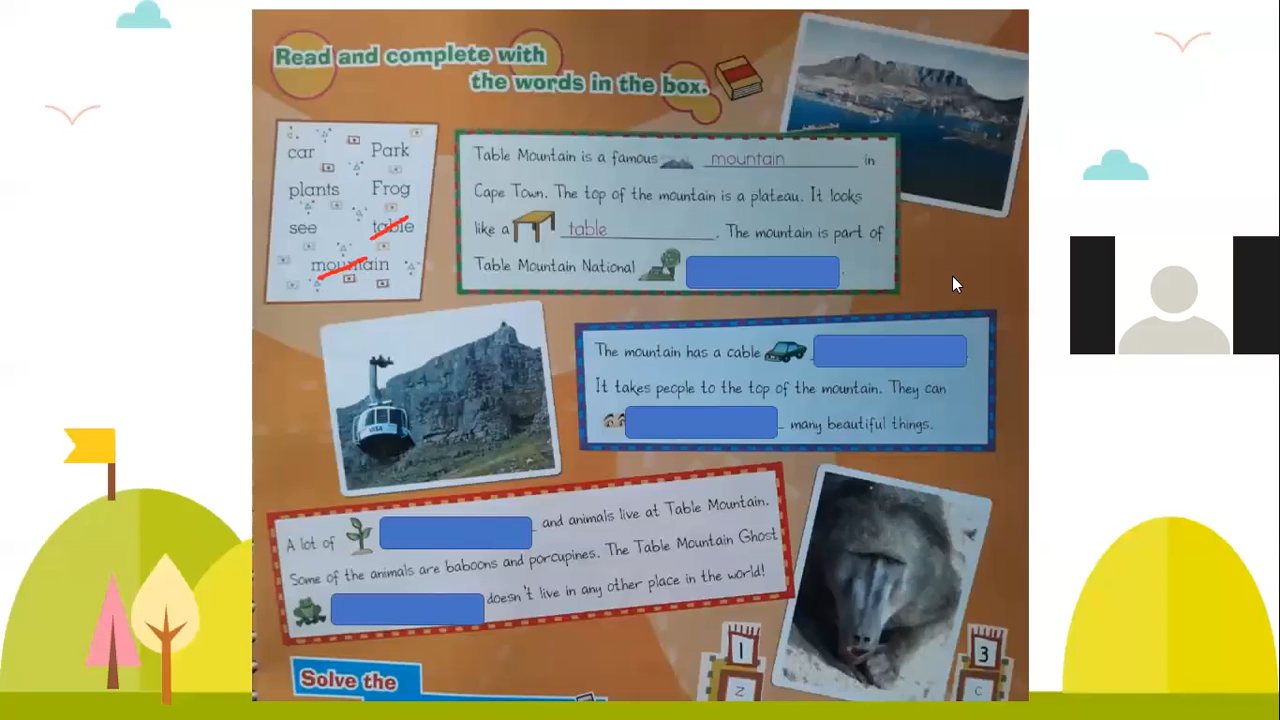 Read and complete with
the words in the box.
car Park
plants Frog
see table
mountain
Table Mountain is a famous mountain in
Cape Town. The top of the mountain is a plateau. It looks
like a table. The mountain is part of
Table Mountain National .
The mountain has a cable .
It takes people to the top of the mountain. They can
many beautiful things.
VISA
A lot of and animals live at Table Mountain.
Some of the animals are baboons and porcupines. The Table Mountain Ghost
doesn't live in any other place in the world!
Solve the
1
2
3
C